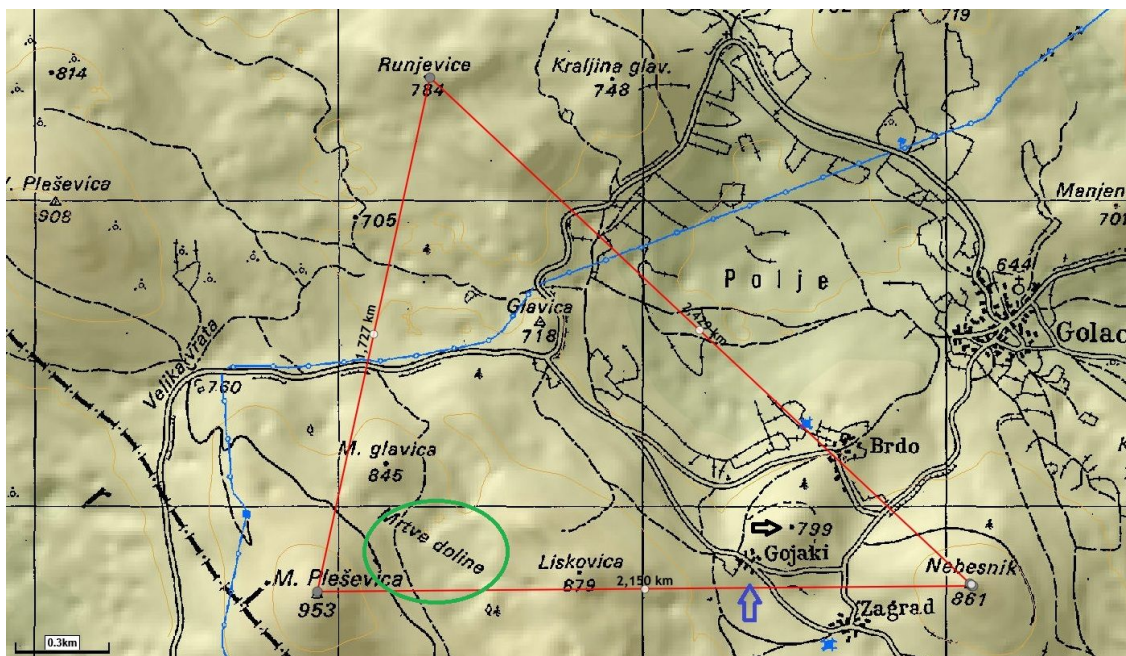 719
814
Runjevice
784
Kraljina glav.
748
V. Pleševica
908
705
Manjen
701
Polje
644
Glavica
718
1,727 km
2,429 km
Golac
Velika vrata
760
M. glavica
845
Brdo
Mrtve doline
799
Gojaki
Liskovica
879
2,150 km
M. Pleševica
953
Nebesnik
861
Zagrad
0.3km